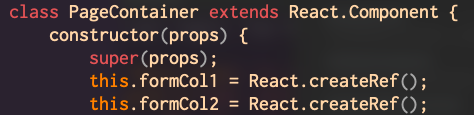 class PageContainer extends React.Component {
    constructor(props) {
        super(props);
        this.formCol1 = React.createRef();
        this.formCol2 = React.createRef();